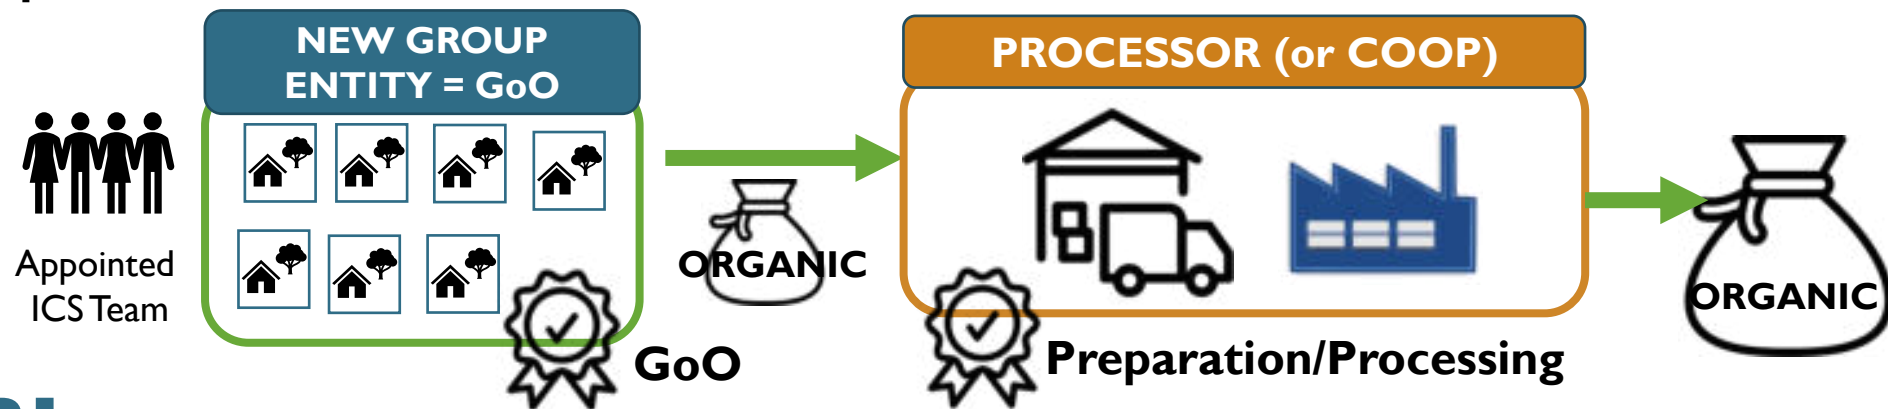 NEW GROUP
ENTITY = GoO
PROCESSOR (or COOP)
Appointed
ICS Team
ORGANIC
ORGANIC
GoO
Preparation/Processing